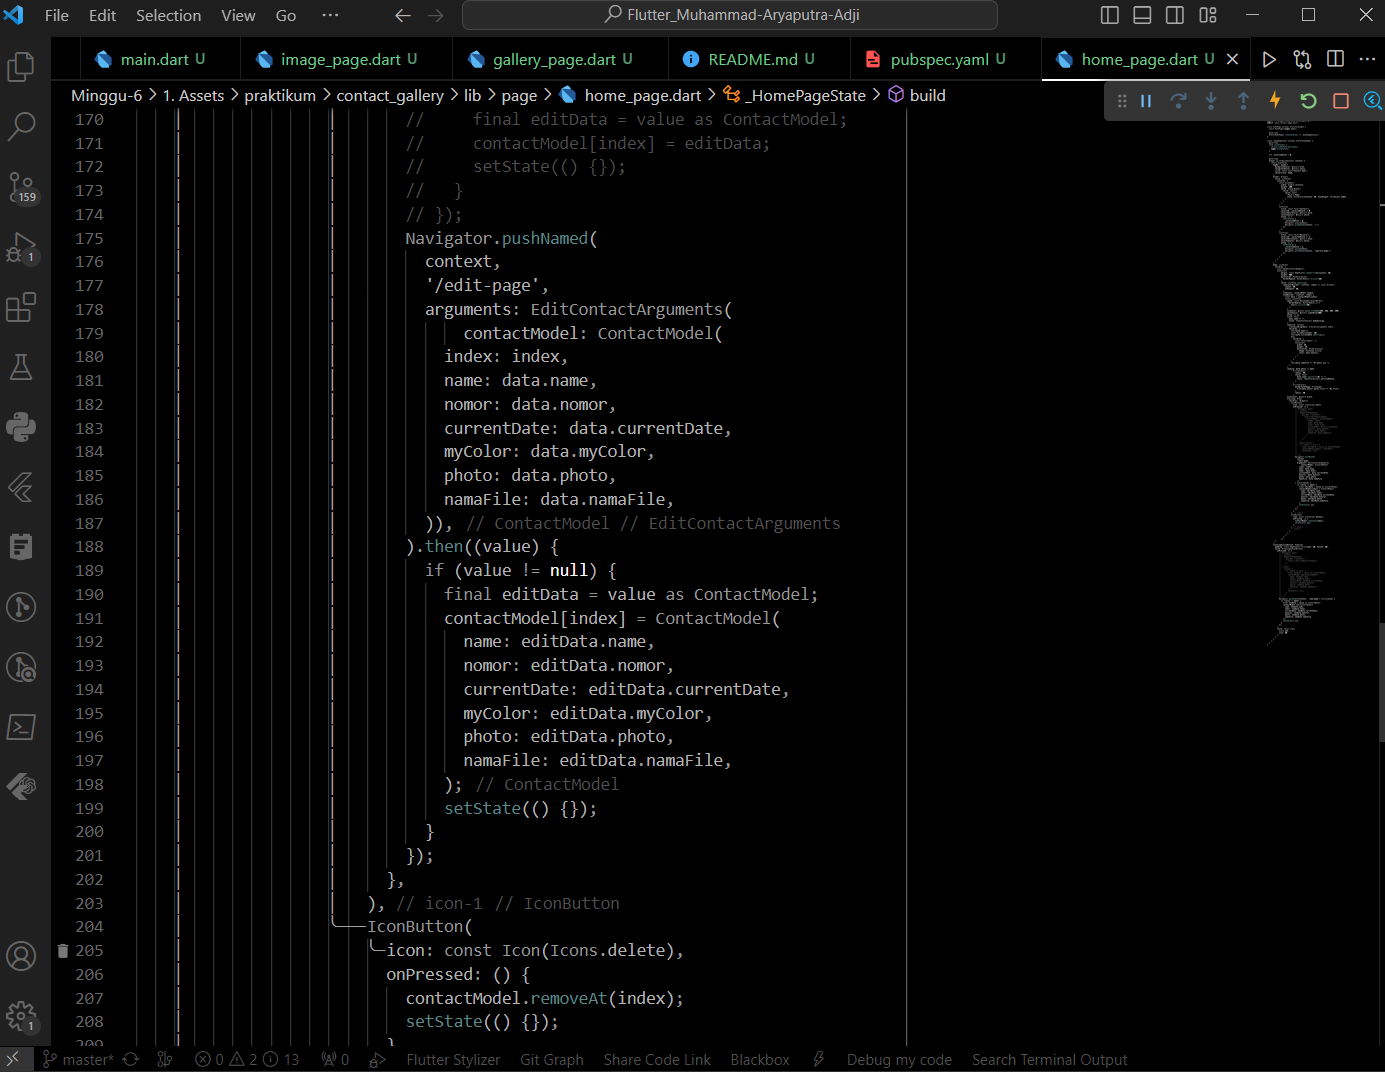 File Edit Selection View Go ··· Flutter_Muhammad-Aryaputra-Adji
main.dart U image_page.dart U gallery_page.dart U README.md U pubspec.yaml U home_page.dart U
Minggu-6 > 1. Assets > praktikum > contact_gallery > lib > page > home_page.dart > _HomePageState > build
170 // final editData = value as ContactModel;
171 // contactModel[index] = editData;
172 // setState(() {});
173 // }
174 // });
175 Navigator.pushNamed(
176 context,
177 '/edit-page',
178 arguments: EditContactArguments(
179 contactModel: ContactModel(
180 index: index,
181 name: data.name,
182 nomor: data.nomor,
183 currentDate: data.currentDate,
184 myColor: data.myColor,
185 photo: data.photo,
186 namaFile: data.namaFile,
187 )), // ContactModel // EditContactArguments
188 ).then((value) {
189 if (value != null) {
190 final editData = value as ContactModel;
191 contactModel[index] = ContactModel(
192 name: editData.name,
193 nomor: editData.nomor,
194 currentDate: editData.currentDate,
195 myColor: editData.myColor,
196 photo: editData.photo,
197 namaFile: editData.namaFile,
198 ); // ContactModel
199 setState(() {});
200 }
201 });
202 },
203 ), // icon-1 // IconButton
204 IconButton(
205 icon: const Icon(Icons.delete),
206 onPressed: () {
207 contactModel.removeAt(index);
208 setState(() {});
209 }
159
1
1
master* 0 2 13 0 Flutter Stylizer Git Graph Share Code Link Blackbox Debug my code Search Terminal Output